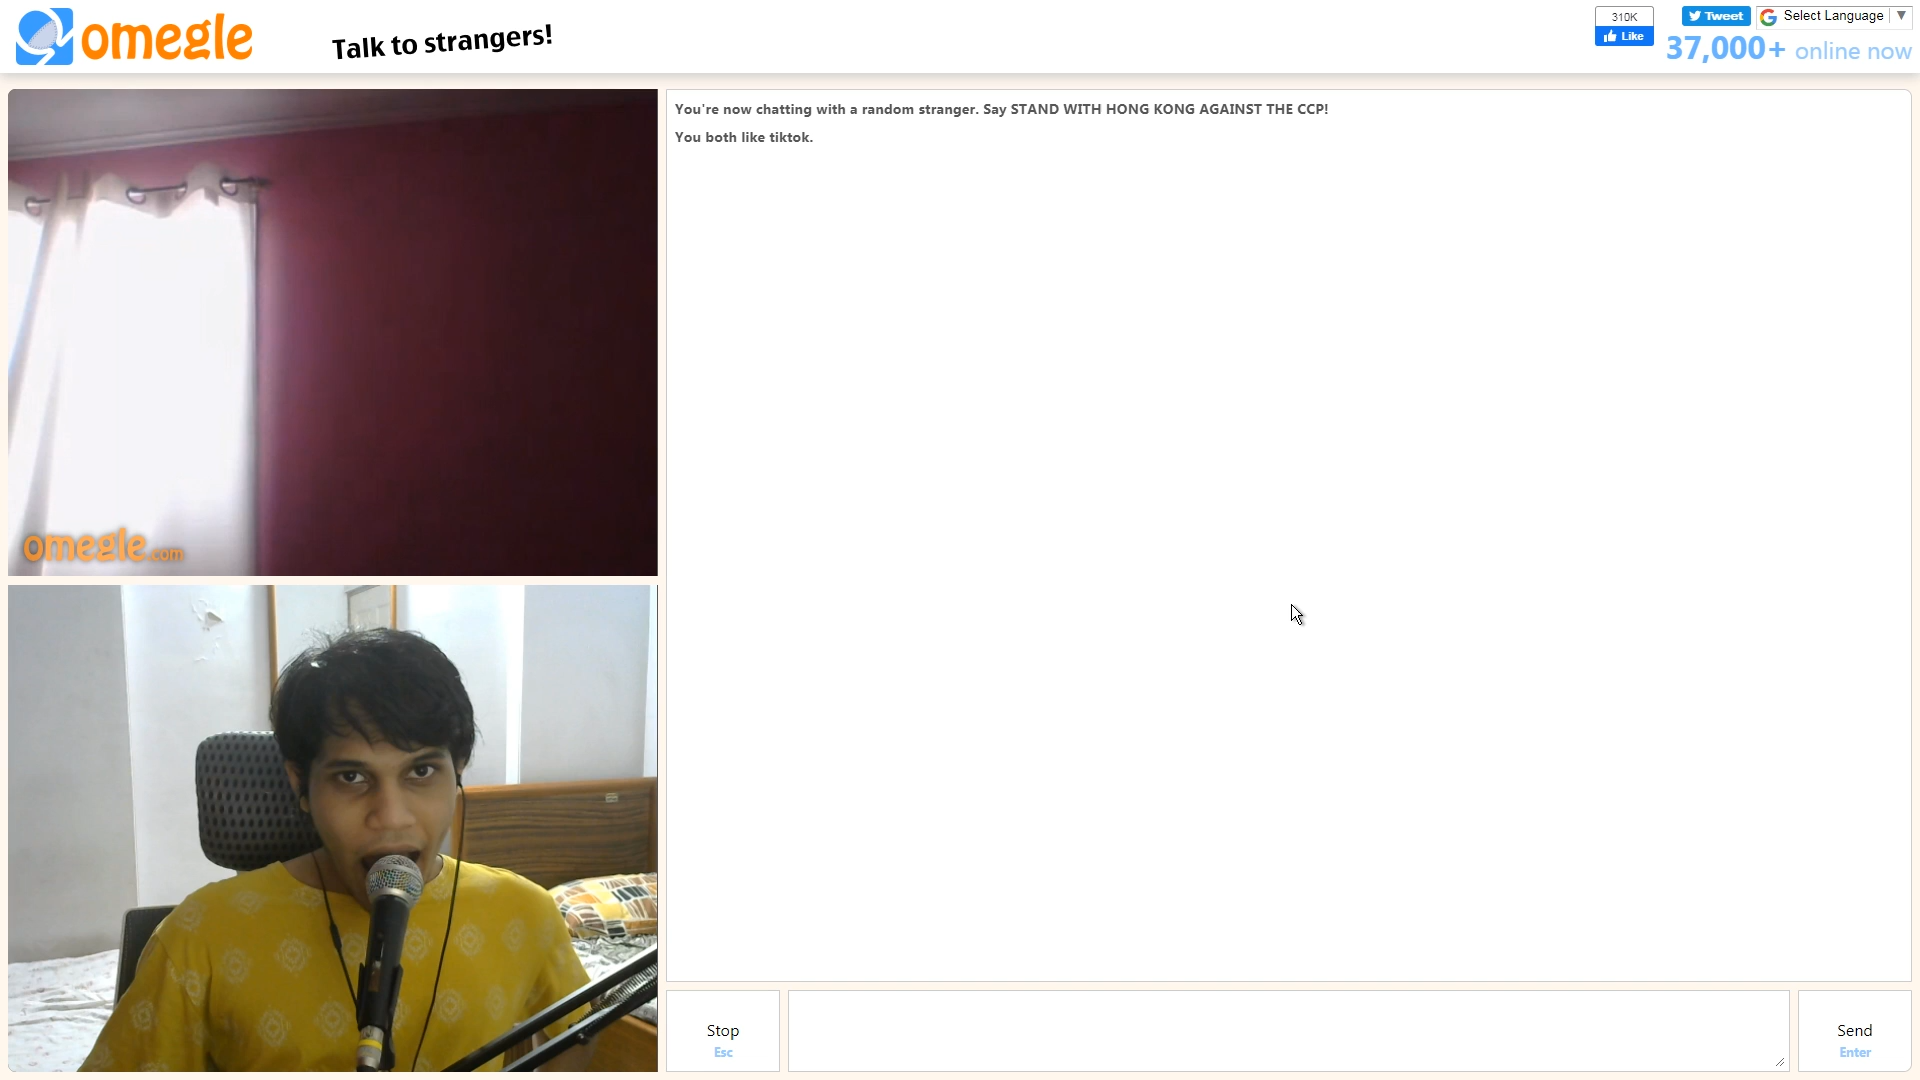 omegle
Talk to strangers!
310K
Like
Tweet
Select Language
37,000+ online now
You're now chatting with a random stranger. Say STAND WITH HONG KONG AGAINST THE CCP!
You both like tiktok.
omegle.com
Stop
Esc
Send
Enter